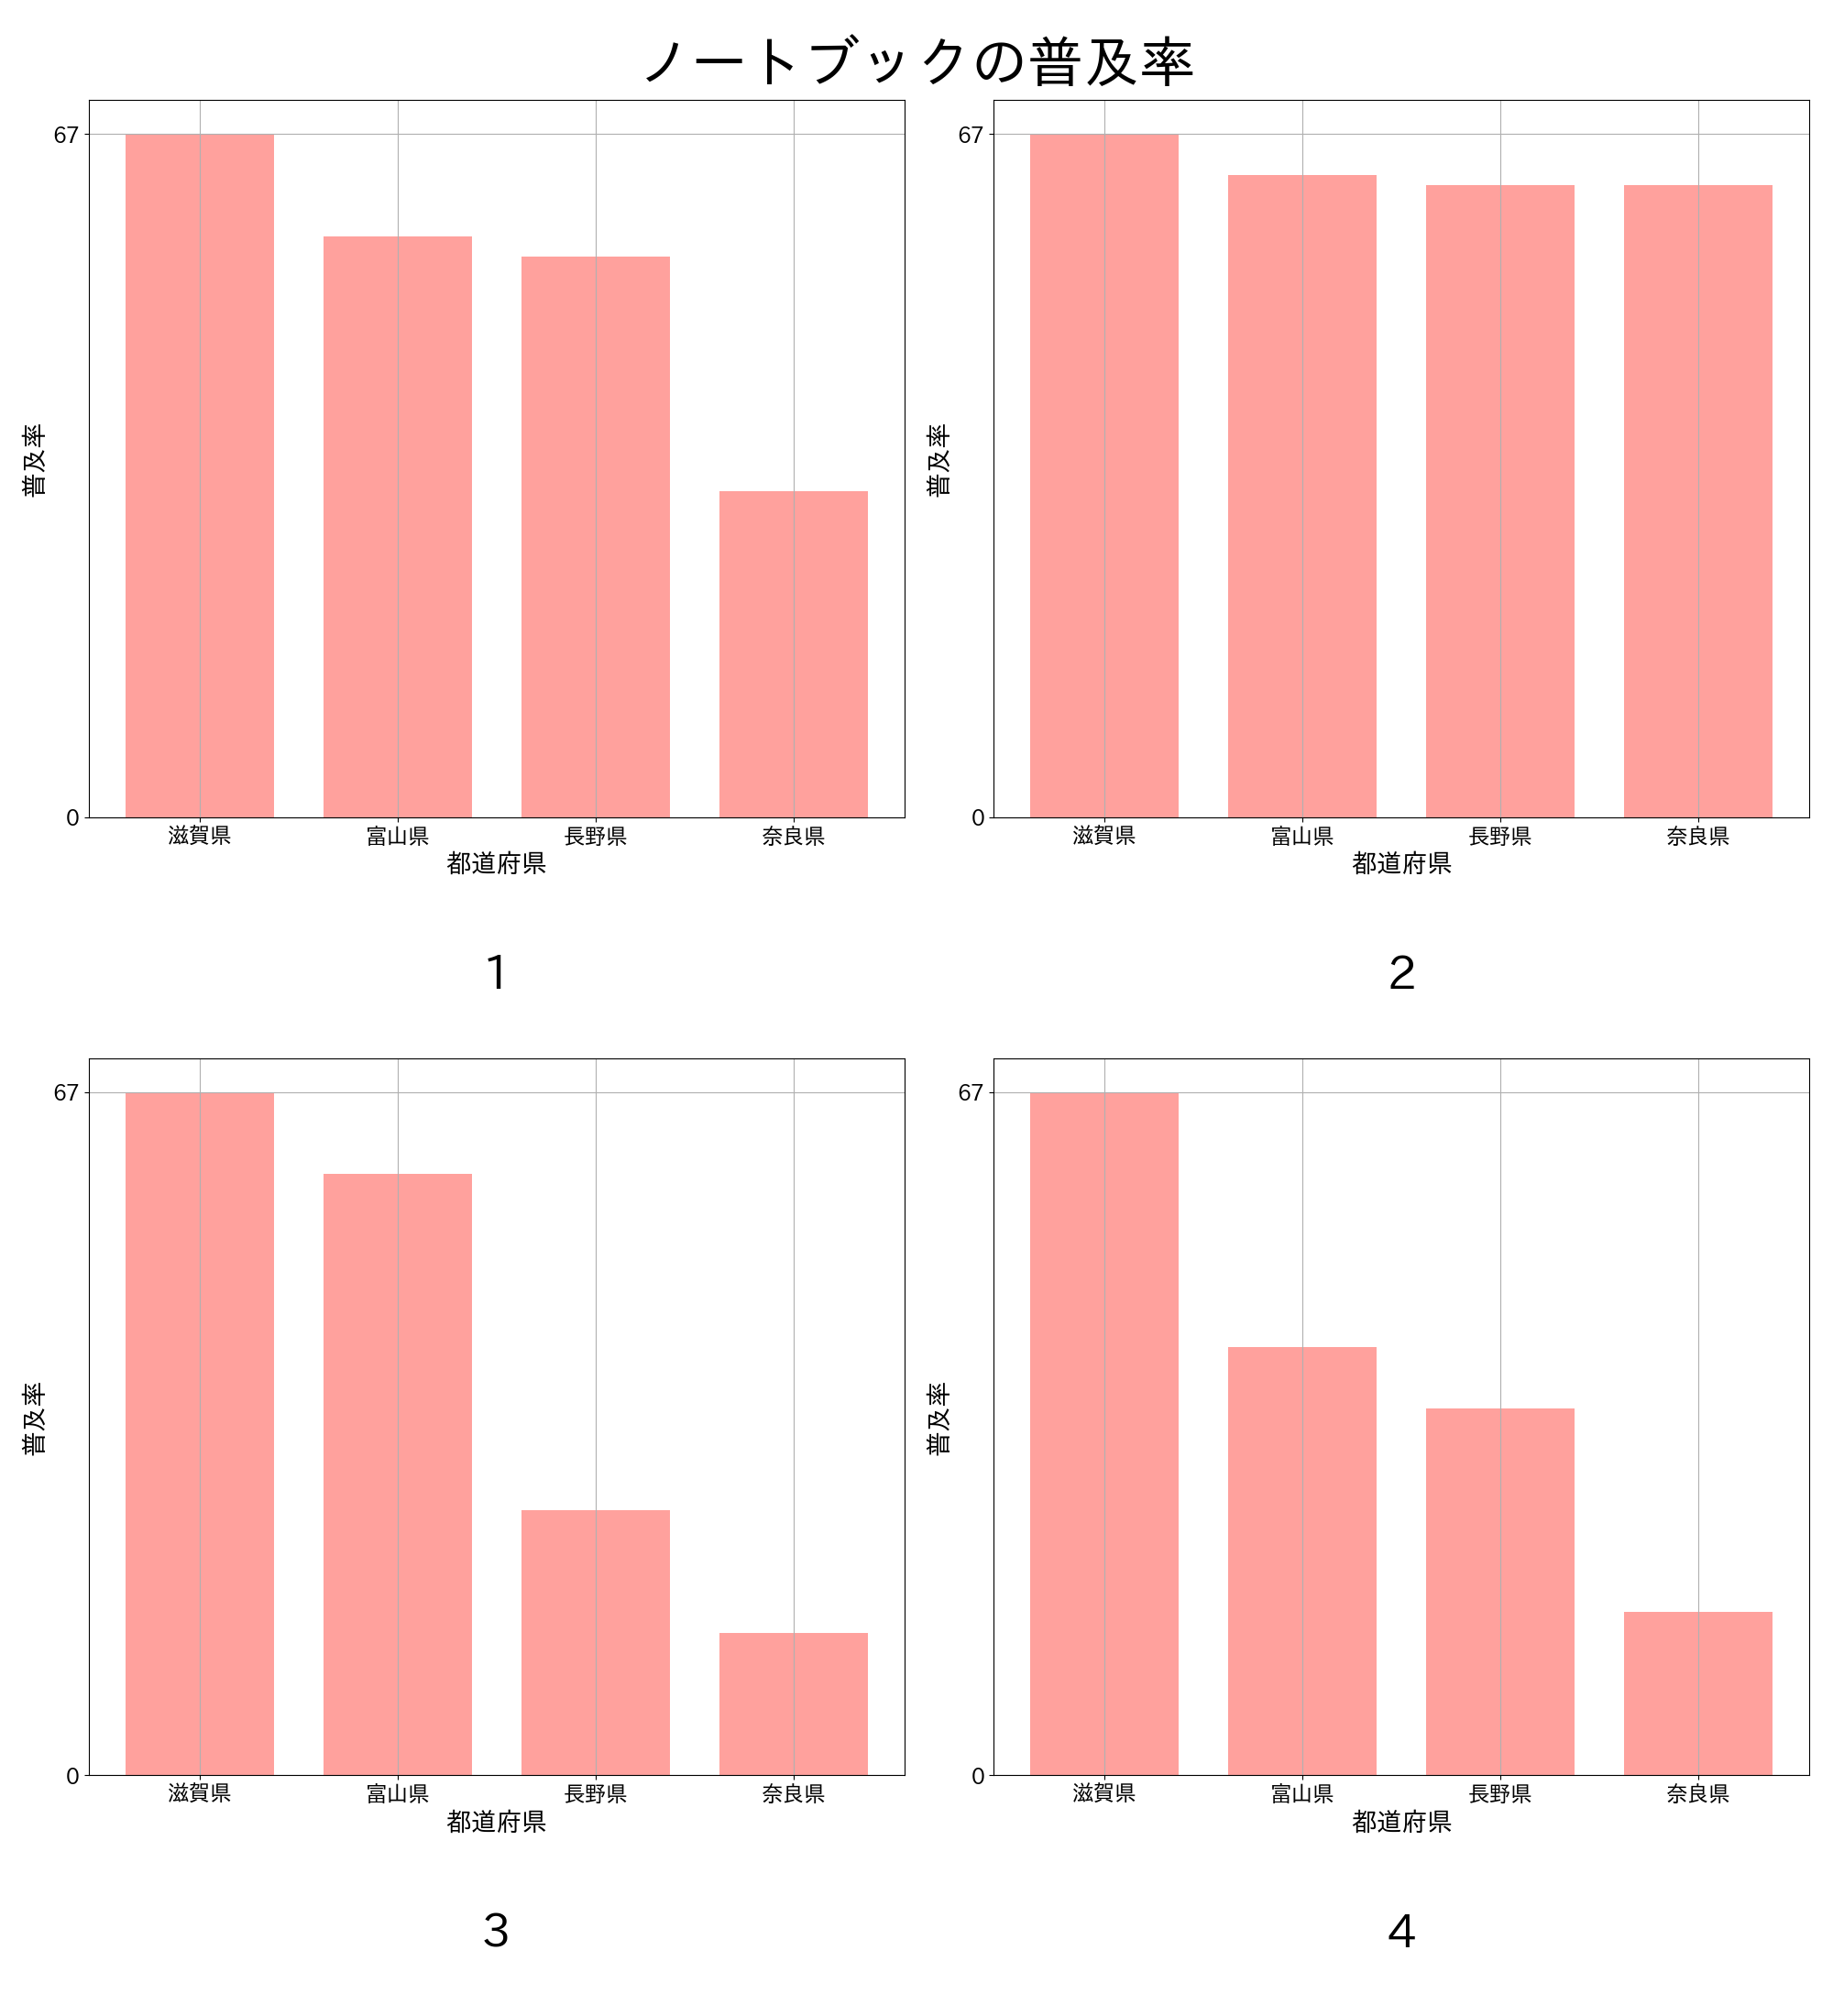 ノートブックの普及率
67
0
普及率
滋賀県 富山県 長野県 奈良県
都道府県
1
67
0
普及率
滋賀県 富山県 長野県 奈良県
都道府県
2
67
0
普及率
滋賀県 富山県 長野県 奈良県
都道府県
3
67
0
普及率
滋賀県 富山県 長野県 奈良県
都道府県
4